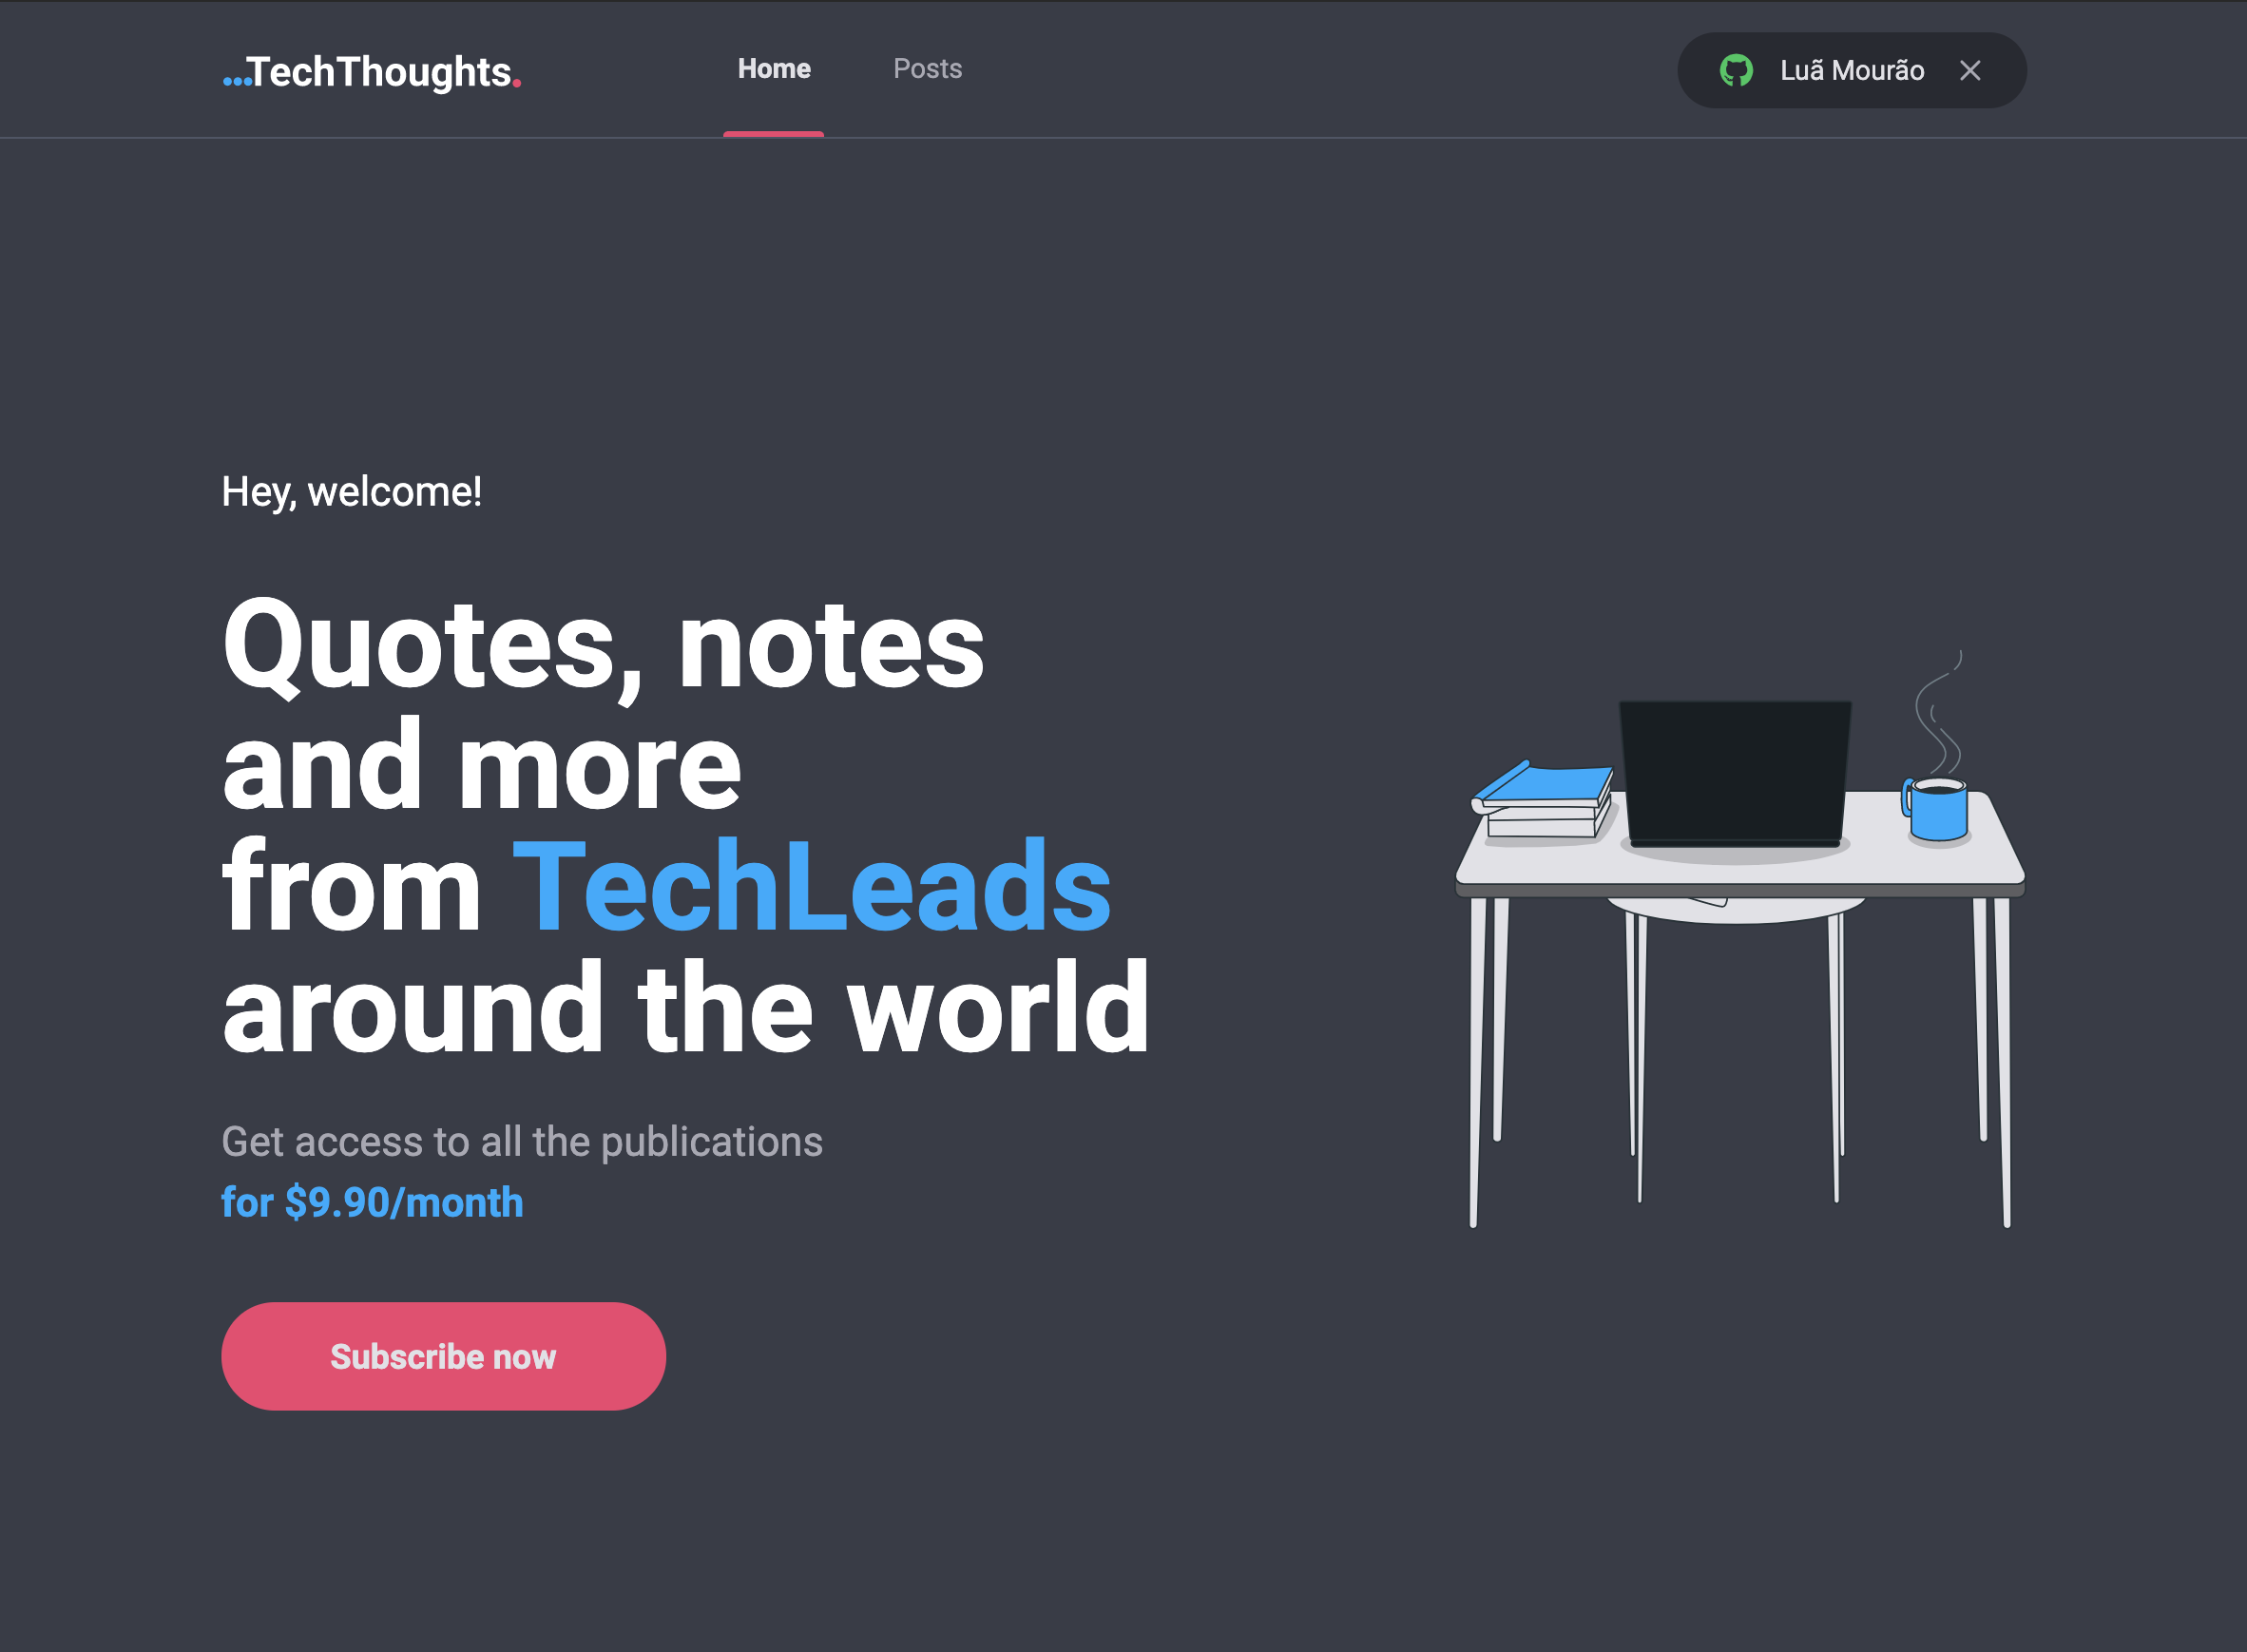 ...TechThoughts.
Home
Posts
Luã Mourão
Hey, welcome!
Quotes, notes
and more
from TechLeads
around the world
Get access to all the publications
for $9.90/month
Subscribe now